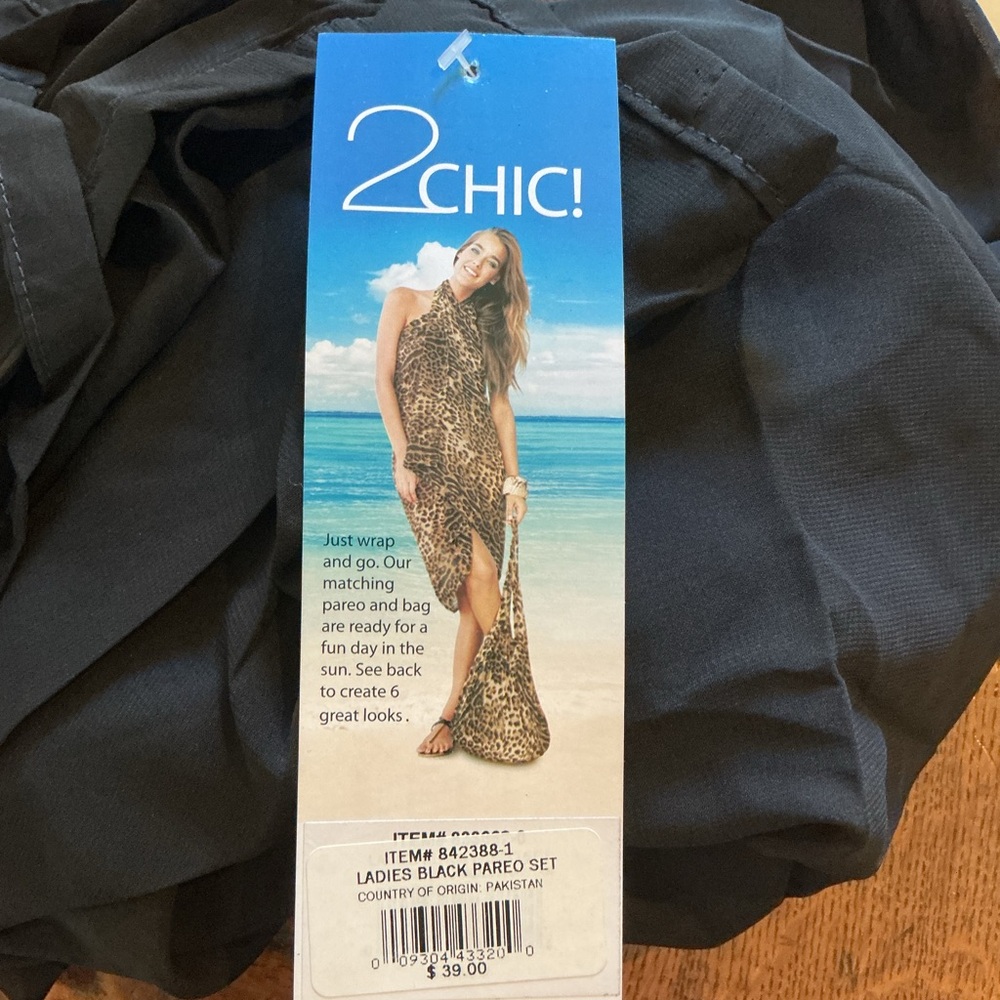 2CHIC!
Just wrap
and go. Our
matching
pareo and bag
are ready for a
fun day in the
sun. See back
to create 6
great looks.
ITEM#
ITEM# 842388-1
LADIES BLACK PAREO SET
COUNTRY OF ORIGIN: PAKISTAN
0 09304 43320 0
$ 39.00